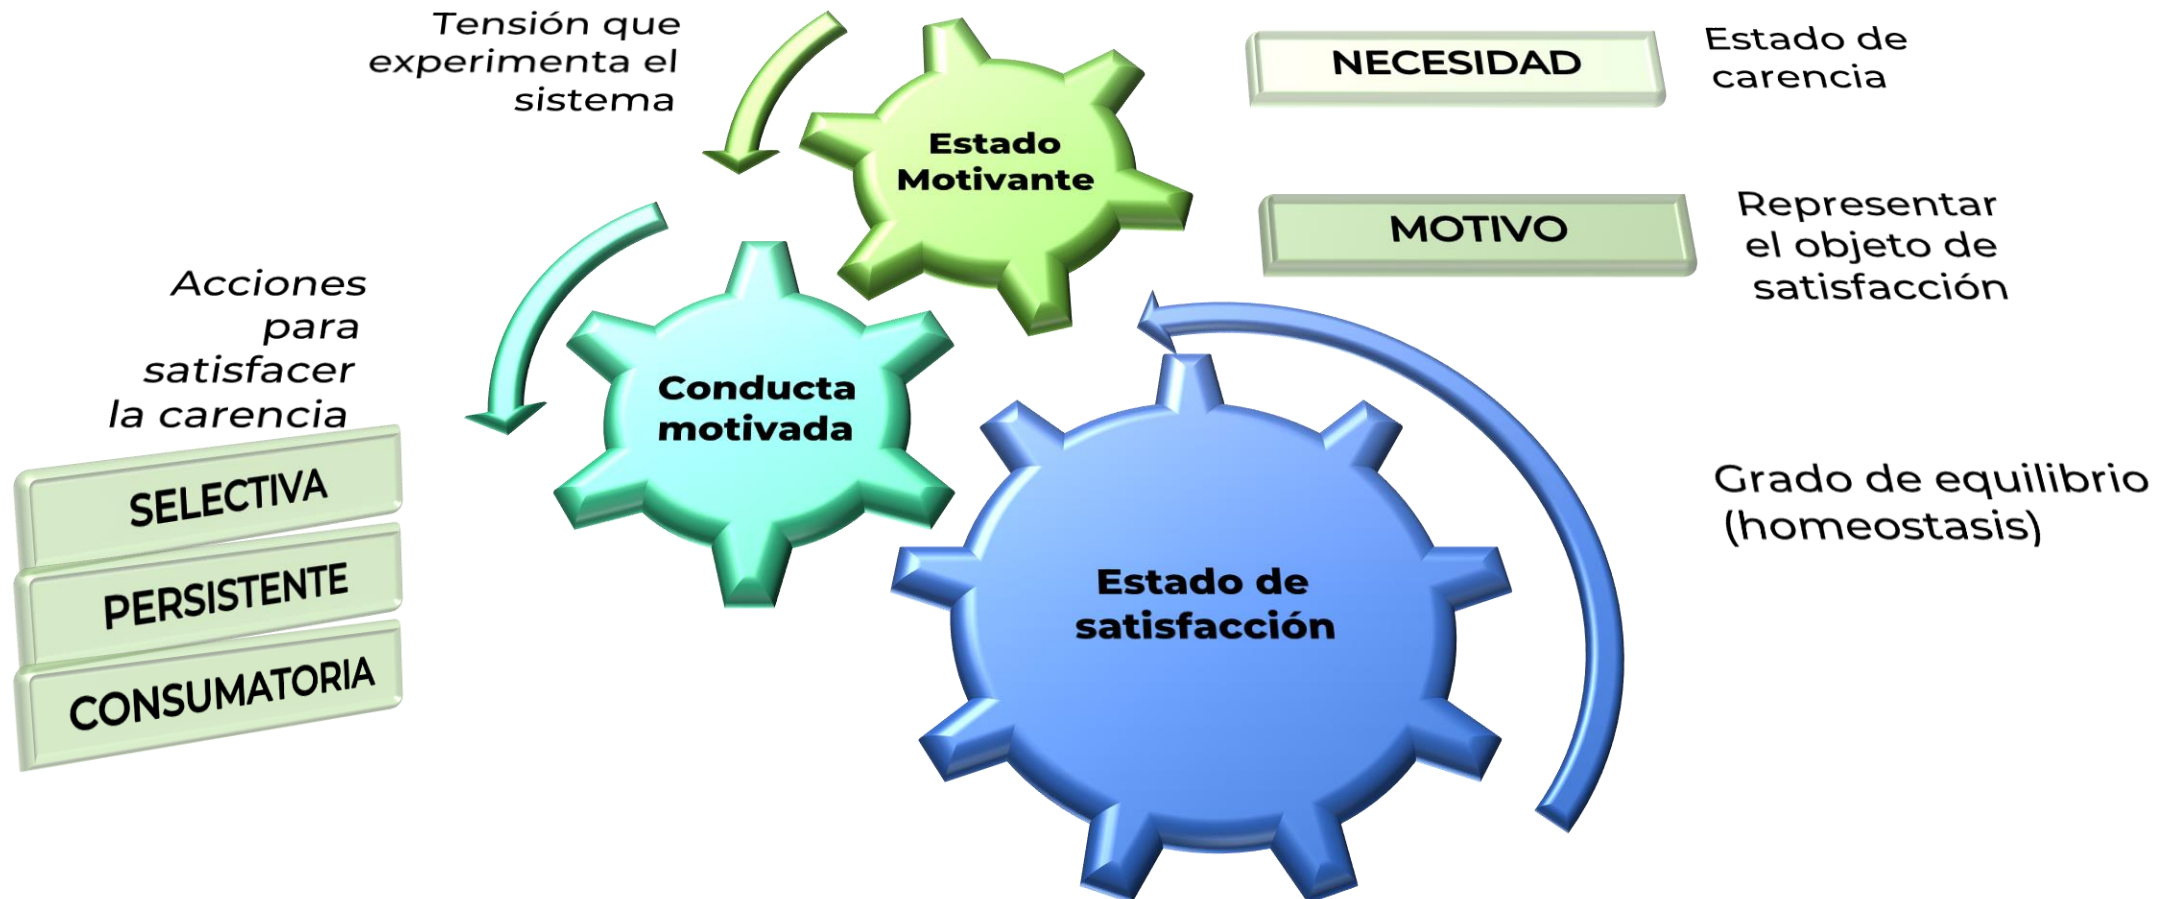 Tensión que
experimenta el
sistema
Estado
Motivante
NECESIDAD
Estado de
carencia
MOTIVO
Representar
el objeto de
satisfacción
Acciones
para
satisfacer
la carencia
SELECTIVA
PERSISTENTE
CONSUMATORIA
Conducta
motivada
Estado de
satisfacción
Grado de equilibrio
(homeostasis)